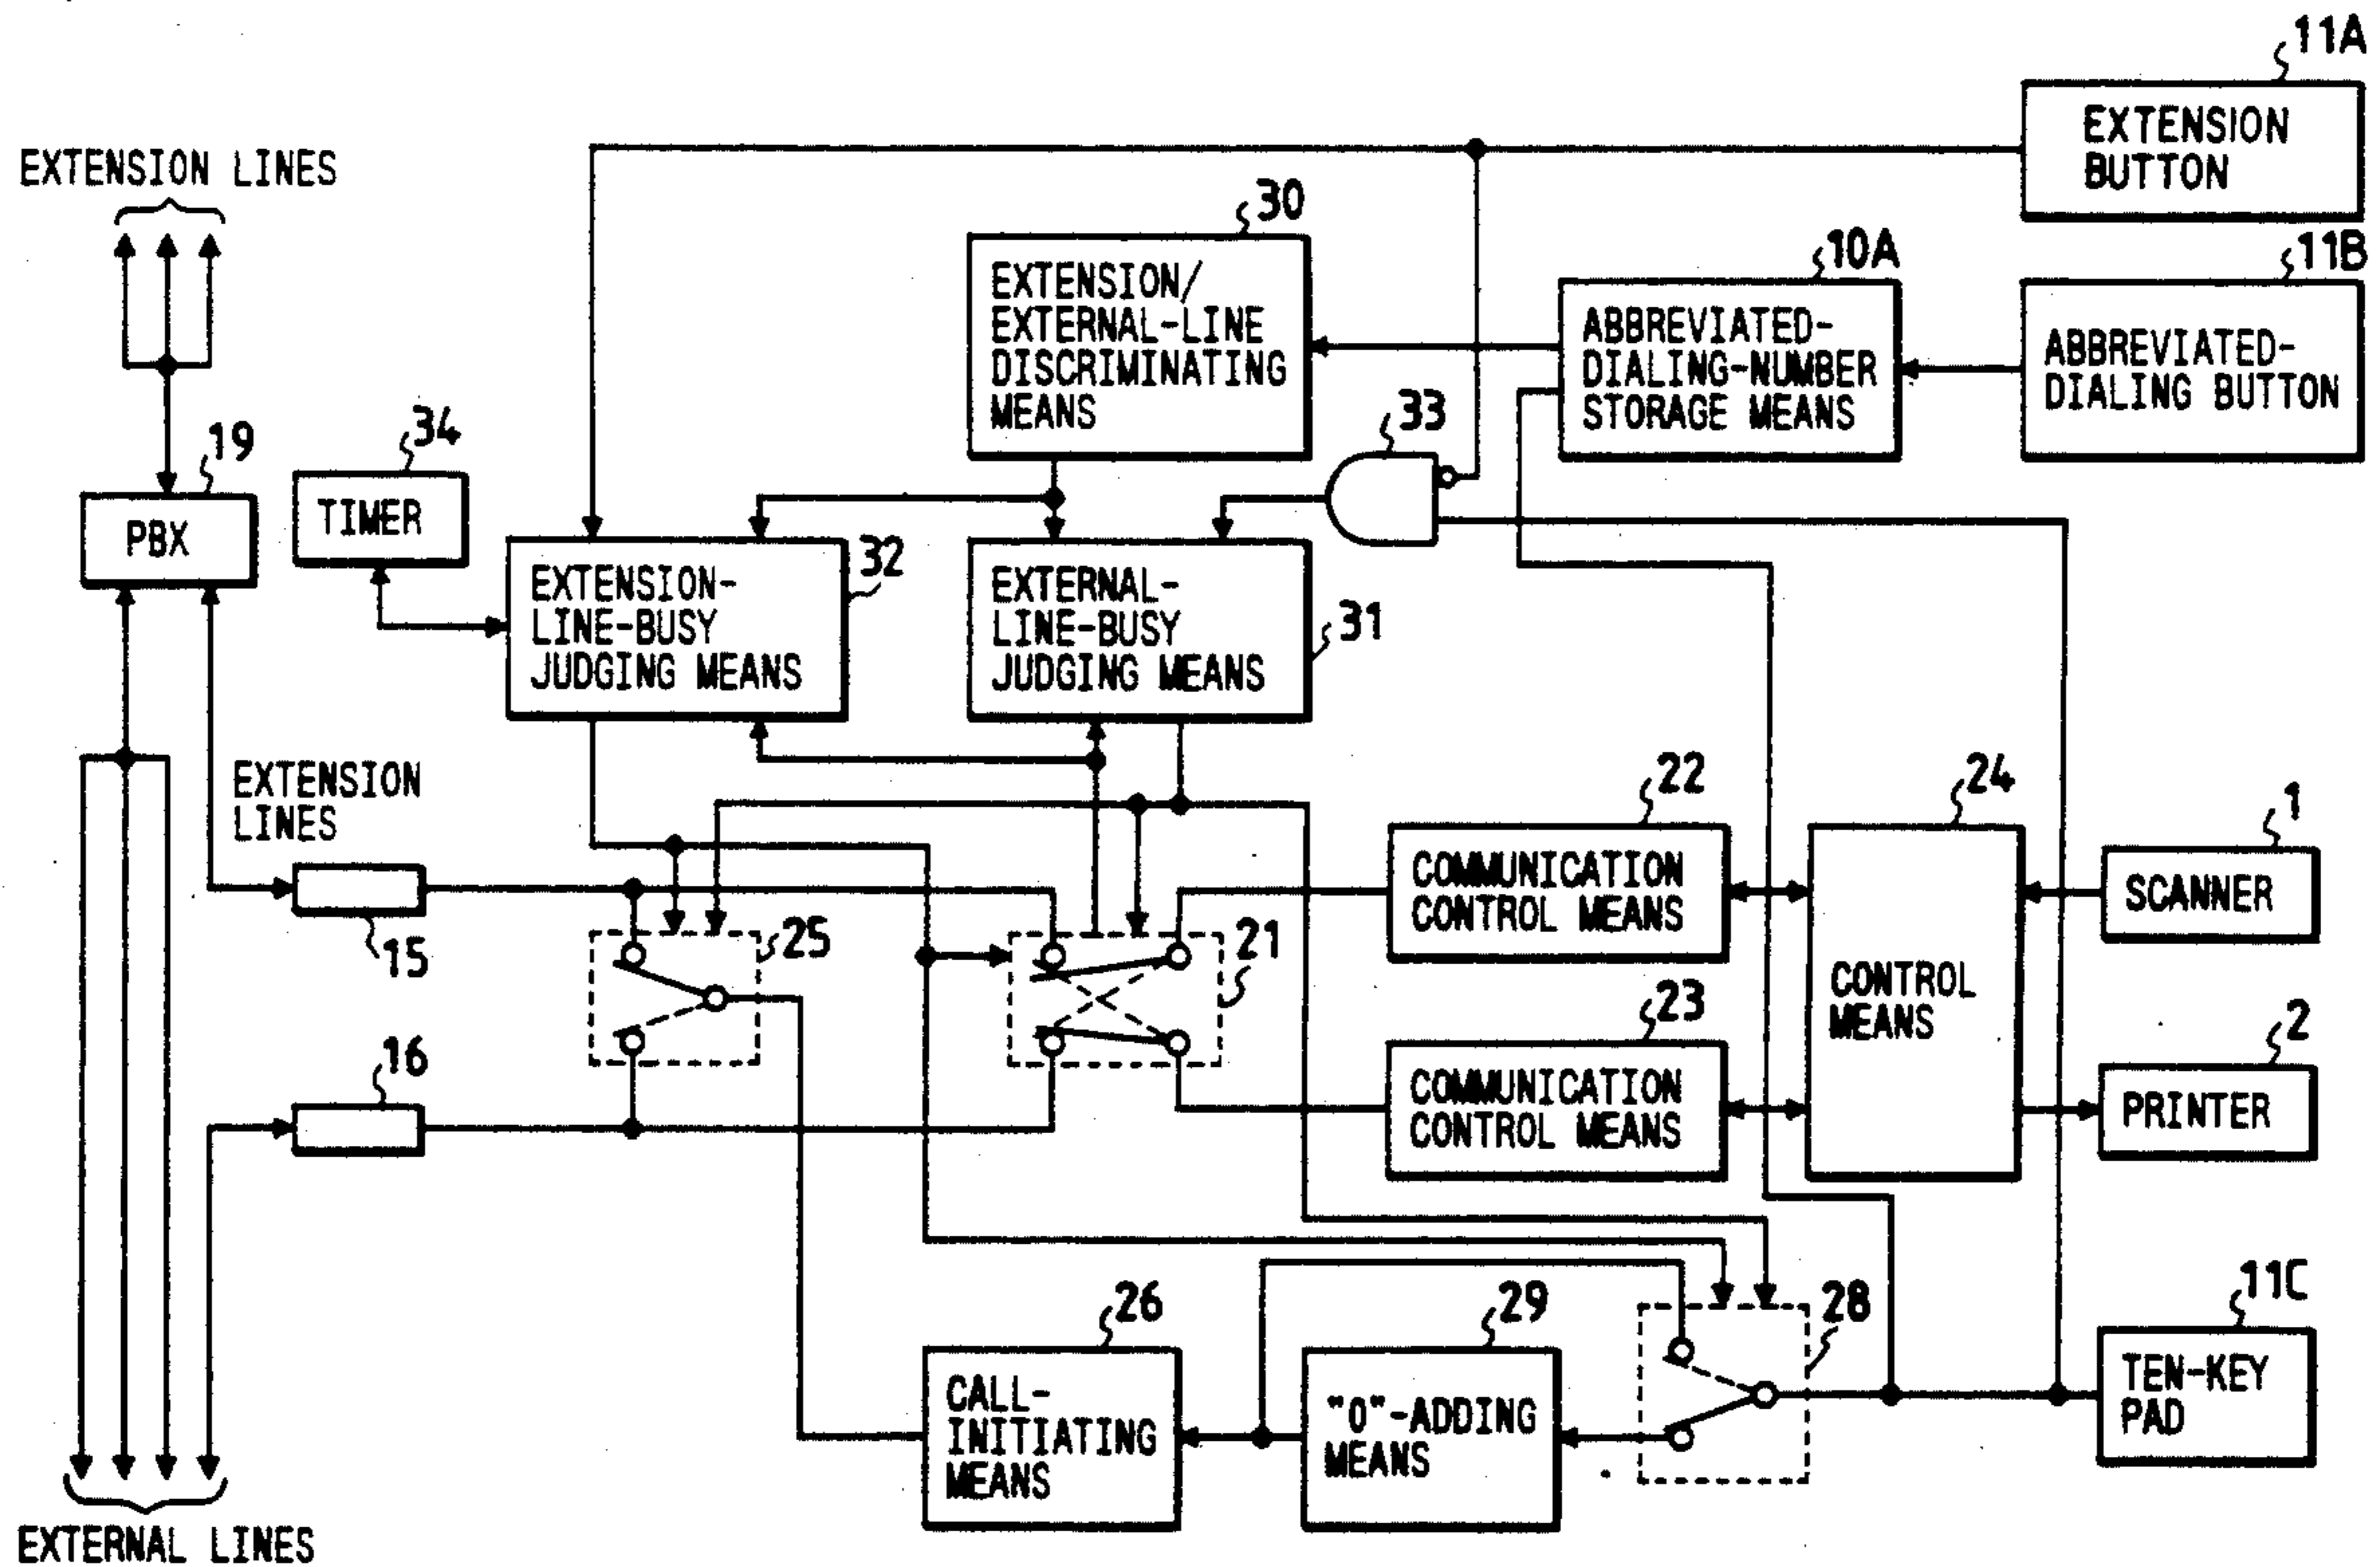 11A
EXTENSION
BUTTON
EXTENSION LINES
30
EXTENSION/
EXTERNAL-LINE
DISCRIMINATING
MEANS
10A
ABBREVIATED-
DIALING-NUMBER
STORAGE MEANS
11B
ABBREVIATED-
DIALING BUTTON
33
19
PBX
34
TIMER
32
EXTENSION-
LINE-BUSY
JUDGING MEANS
31
EXTERNAL-
LINE-BUSY
JUDGING MEANS
EXTENSION
LINES
22
COMMUNICATION
CONTROL MEANS
24
CONTROL
MEANS
1
SCANNER
15
25
21
23
COMMUNICATION
CONTROL MEANS
2
PRINTER
16
26
CALL-
INITIATING
MEANS
29
"0"-ADDING
MEANS
28
11C
TEN-KEY
PAD
EXTERNAL LINES